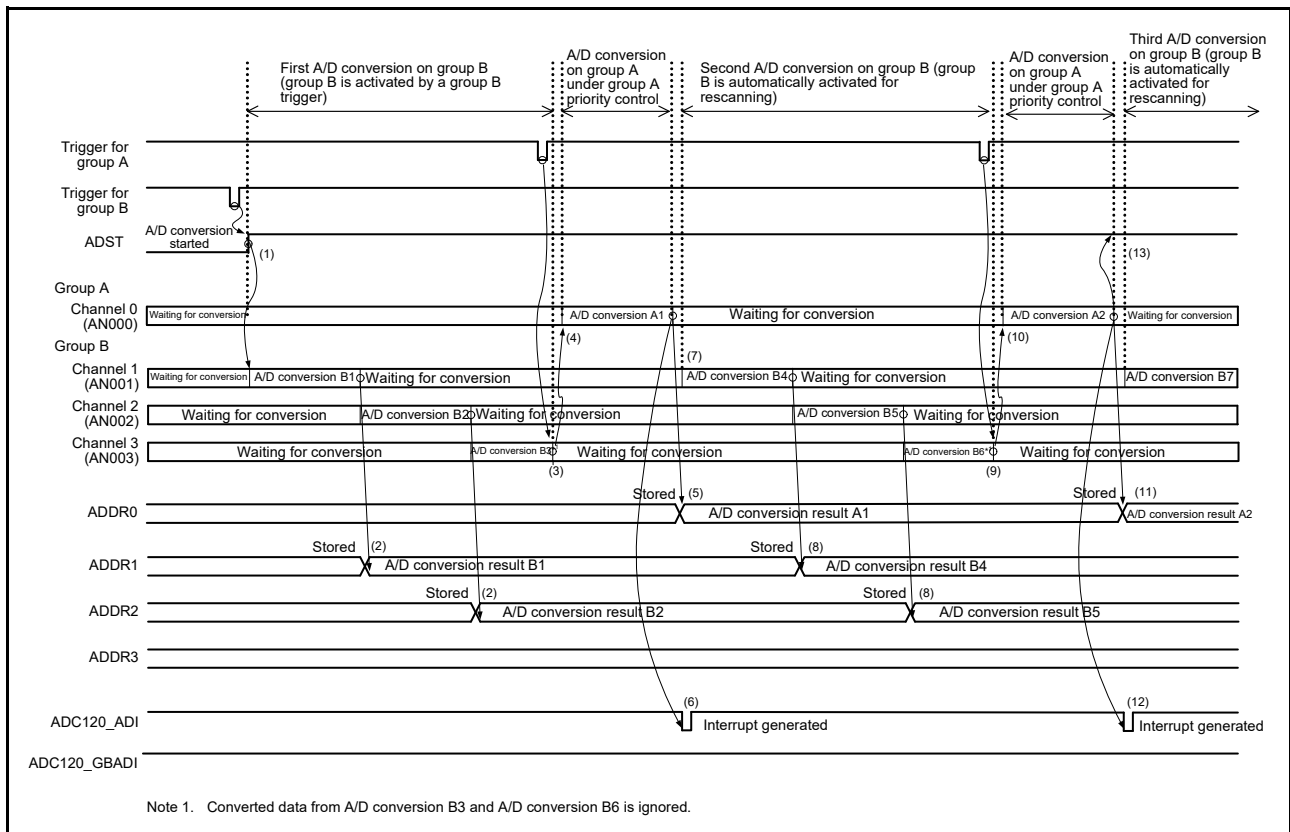 First A/D conversion on group B
(group B is activated by a group B
trigger)
A/D conversion
on group A
under group A
priority control
Second A/D conversion on group B (group
B is automatically activated for
rescanning)
A/D conversion
on group A
under group A
priority control
Third A/D conversion
on group B (group B
is automatically
activated for
rescanning)
Trigger for
group A
Trigger for
group B
ADST
A/D conversion
started
(1)
(13)
Group A
Channel 0
(AN000)
Waiting for conversion
A/D conversion A1
Waiting for conversion
A/D conversion A2
Waiting for conversion
(4)
(10)
Group B
(7)
Channel 1
(AN001)
Waiting for conversion
A/D conversion B1
Waiting for conversion
A/D conversion B4
Waiting for conversion
A/D conversion B7
Channel 2
(AN002)
Waiting for conversion
A/D conversion B2
Waiting for conversion
A/D conversion B5
Waiting for conversion
Channel 3
(AN003)
Waiting for conversion
A/D conversion B3
Waiting for conversion
A/D conversion B6*1
Waiting for conversion
(3)
(9)
ADDR0
Stored
(5)
A/D conversion result A1
Stored
(11)
A/D conversion result A2
ADDR1
Stored
(2)
A/D conversion result B1
Stored
(8)
A/D conversion result B4
ADDR2
Stored
(2)
A/D conversion result B2
Stored
(8)
A/D conversion result B5
ADDR3
ADC120_ADI
(6)
Interrupt generated
(12)
Interrupt generated
ADC120_GBADI
Note 1. Converted data from A/D conversion B3 and A/D conversion B6 is ignored.